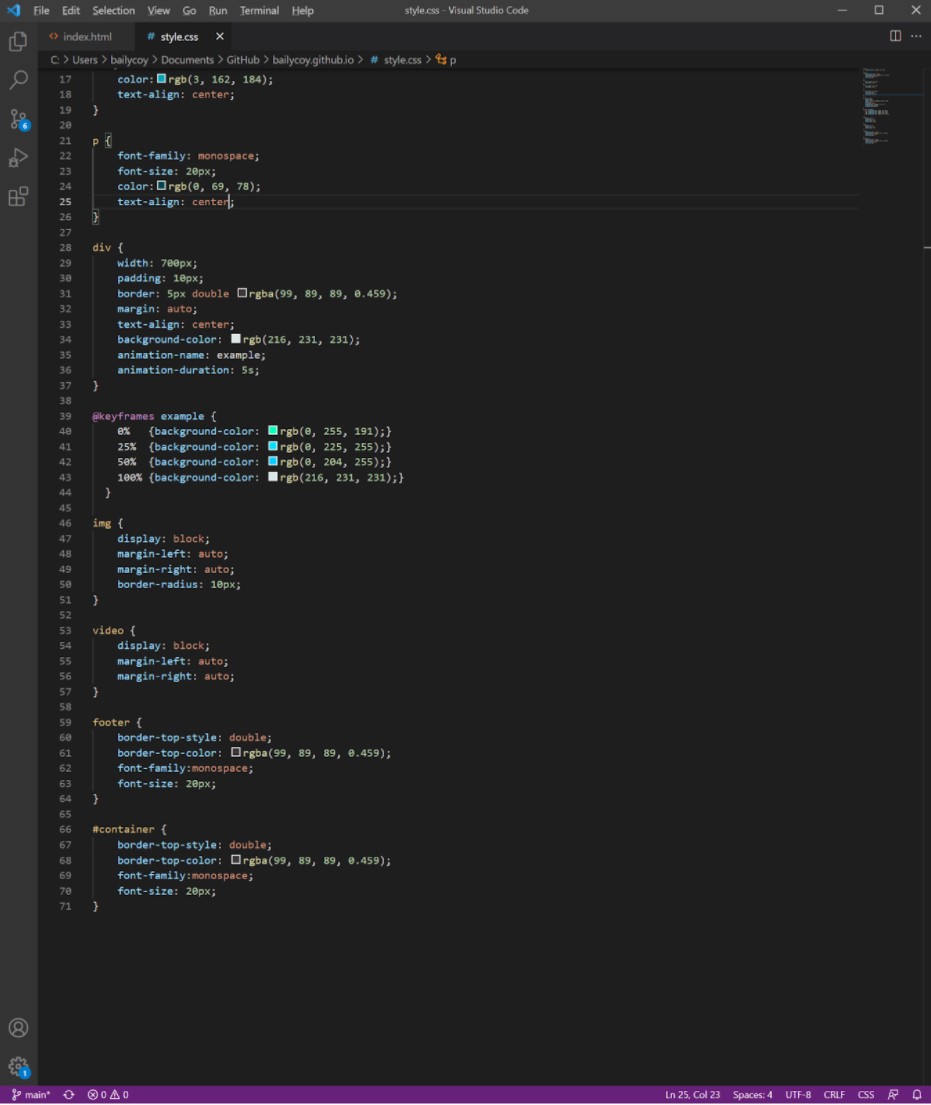 File Edit Selection View Go Run Terminal Help style.css - Visual Studio Code
<> index.html # style.css ×
C: > Users > bailycoy > Documents > GitHub > bailycoy.github.io > # style.css > p
17 color: rgb(3, 162, 184);
18 text-align: center;
19 }
20
21 p {
22 font-family: monospace;
23 font-size: 20px;
24 color: rgb(0, 69, 78);
25 text-align: center;
26 }
27
28 div {
29 width: 700px;
30 padding: 10px;
31 border: 5px double rgba(99, 89, 89, 0.459);
32 margin: auto;
33 text-align: center;
34 background-color: rgb(216, 231, 231);
35 animation-name: example;
36 animation-duration: 5s;
37 }
38
39 @keyframes example {
40 0% {background-color: rgb(0, 255, 191);}
41 25% {background-color: rgb(0, 225, 255);}
42 50% {background-color: rgb(0, 204, 255);}
43 100% {background-color: rgb(216, 231, 231);}
44 }
45
46 img {
47 display: block;
48 margin-left: auto;
49 margin-right: auto;
50 border-radius: 10px;
51 }
52
53 video {
54 display: block;
55 margin-left: auto;
56 margin-right: auto;
57 }
58
59 footer {
60 border-top-style: double;
61 border-top-color: rgba(99, 89, 89, 0.459);
62 font-family:monospace;
63 font-size: 20px;
64 }
65
66 #container {
67 border-top-style: double;
68 border-top-color: rgba(99, 89, 89, 0.459);
69 font-family:monospace;
70 font-size: 20px;
71 }
6
1
main* 0 0 Ln 25, Col 23 Spaces: 4 UTF-8 CRLF CSS